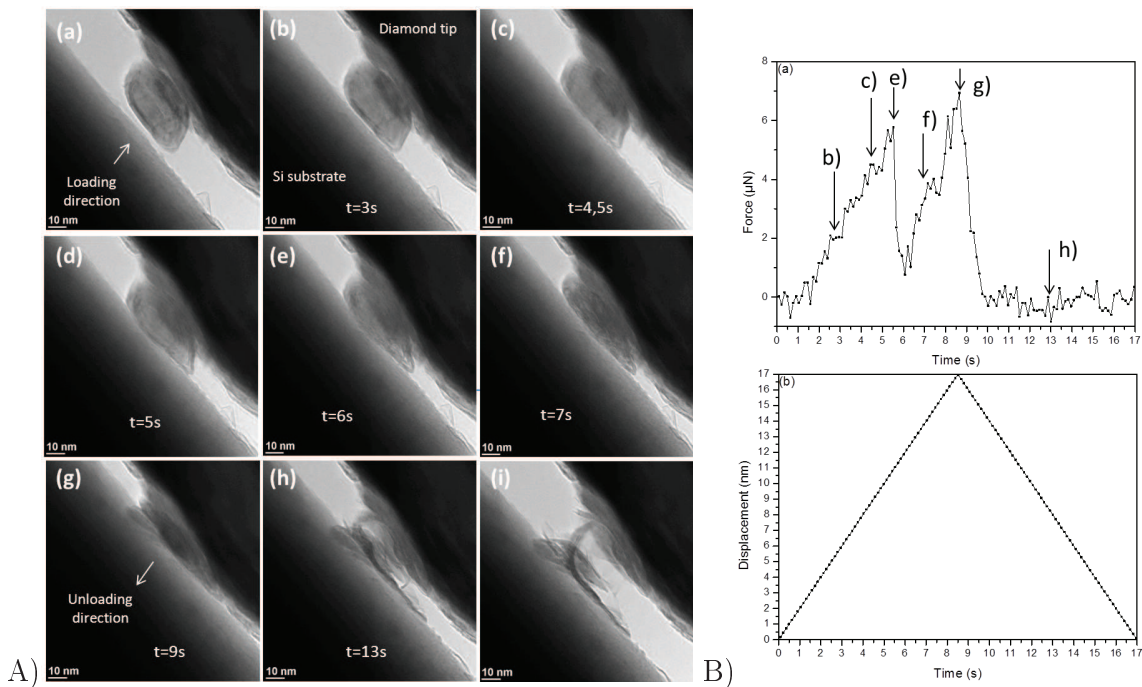 (a)
Loading
direction
10 nm
(b)
Diamond tip
Si substrate
t=3s
10 nm
(c)
t=4,5s
10 nm
(d)
t=5s
10 nm
(e)
t=6s
10 nm
(f)
t=7s
10 nm
(g)
Unloading
direction
t=9s
10 nm
(h)
t=13s
10 nm
(i)
10 nm
A)
(a)
b)
c)
e)
f)
g)
h)
8
6
4
2
0
Force (µN)
0 1 2 3 4 5 6 7 8 9 10 11 12 13 14 15 16 17
Time (s)
(b)
17
16
15
14
13
12
11
10
9
8
7
6
5
4
3
2
1
0
Displacement (nm)
0 1 2 3 4 5 6 7 8 9 10 11 12 13 14 15 16 17
Time (s)
B)